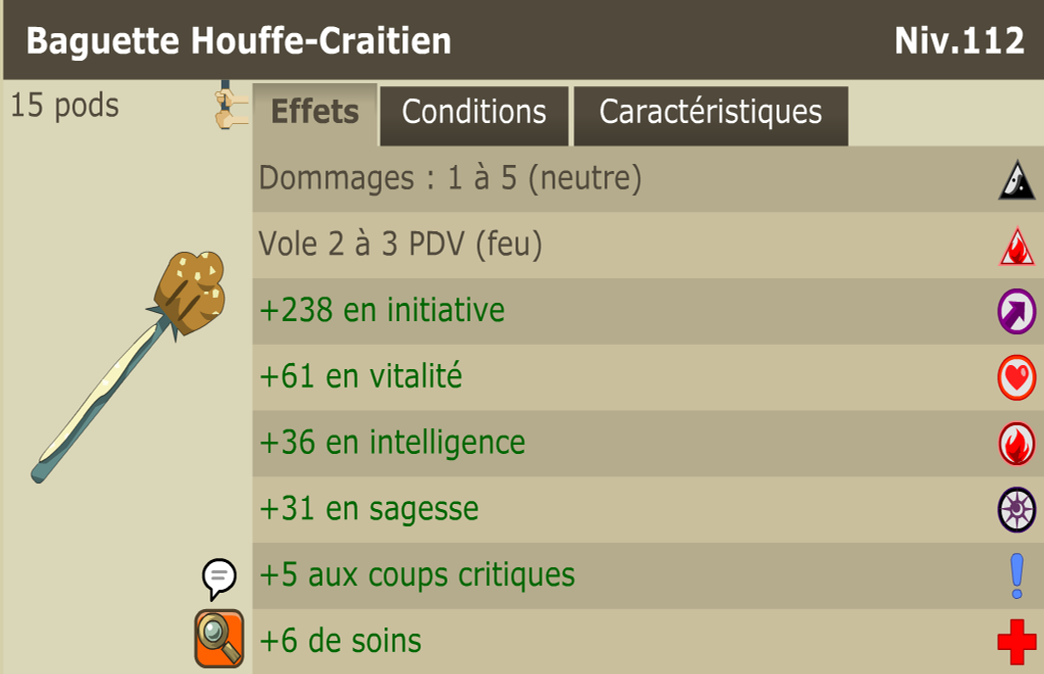 Baguette Houffe-Craitien Niv.112
15 pods
Effets Conditions Caractéristiques
Dommages : 1 à 5 (neutre)
Vole 2 à 3 PDV (feu)
+238 en initiative
+61 en vitalité
+36 en intelligence
+31 en sagesse
+5 aux coups critiques
+6 de soins